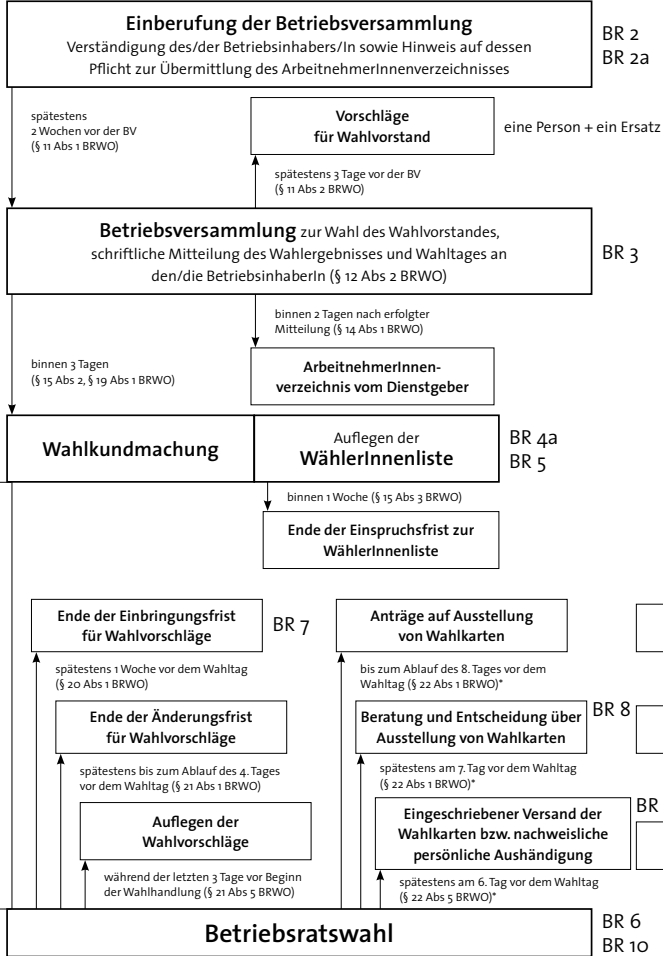 Einberufung der Betriebsversammlung
Verständigung des/der Betriebsinhabers/In sowie Hinweis auf dessen
Pflicht zur Übermittlung des ArbeitnehmerInnenverzeichnisses
BR 2
BR 2a
spätestens
2 Wochen vor der BV
(§ 11 Abs 1 BRWO)
Vorschläge
für Wahlvorstand
eine Person + ein Ersatz
spätestens 3 Tage vor der BV
(§ 11 Abs 2 BRWO)
Betriebsversammlung zur Wahl des Wahlvorstandes,
schriftliche Mitteilung des Wahlergebnisses und Wahltages an
den/die BetriebsinhaberIn (§ 12 Abs 2 BRWO)
BR 3
binnen 2 Tagen nach erfolgter
Mitteilung (§ 14 Abs 1 BRWO)
binnen 3 Tagen
(§ 15 Abs 2, § 19 Abs 1 BRWO)
ArbeitnehmerInnen-
verzeichnis vom Dienstgeber
Wahlkundmachung
Auflegen der
WählerInnenliste
BR 4a
BR 5
binnen 1 Woche (§ 15 Abs 3 BRWO)
Ende der Einspruchsfrist zur
WählerInnenliste
Ende der Einbringungsfrist
für Wahlvorschläge
BR 7
spätestens 1 Woche vor dem Wahltag
(§ 20 Abs 1 BRWO)
Ende der Änderungsfrist
für Wahlvorschläge
spätestens bis zum Ablauf des 4. Tages
vor dem Wahltag (§ 21 Abs 1 BRWO)
Auflegen der
Wahlvorschläge
während der letzten 3 Tage vor Beginn
der Wahlhandlung (§ 21 Abs 5 BRWO)
Anträge auf Ausstellung
von Wahlkarten
bis zum Ablauf des 8. Tages vor dem
Wahltag (§ 22 Abs 1 BRWO)*
Beratung und Entscheidung über
Ausstellung von Wahlkarten
BR 8
spätestens am 7. Tag vor dem Wahltag
(§ 22 Abs 1 BRWO)*
Eingeschriebener Versand der
Wahlkarten bzw. nachweisliche
persönliche Aushändigung
BR
spätestens am 6. Tag vor dem Wahltag
(§ 22 Abs 5 BRWO)*
Betriebsratswahl
BR 6
BR 10